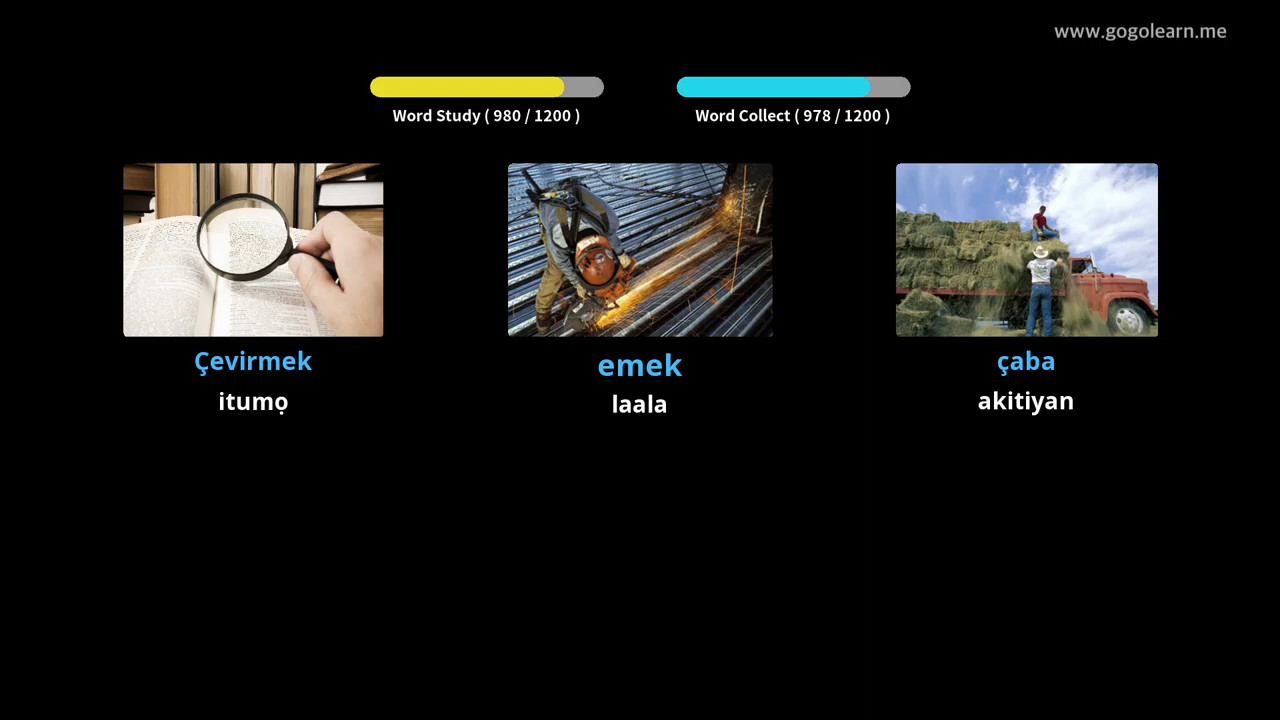 www.gogolearn.me
Word Study ( 980 / 1200 )
Word Collect ( 978 / 1200 )
Çevirmek
emek
çaba
itumọ
laala
akitiyan